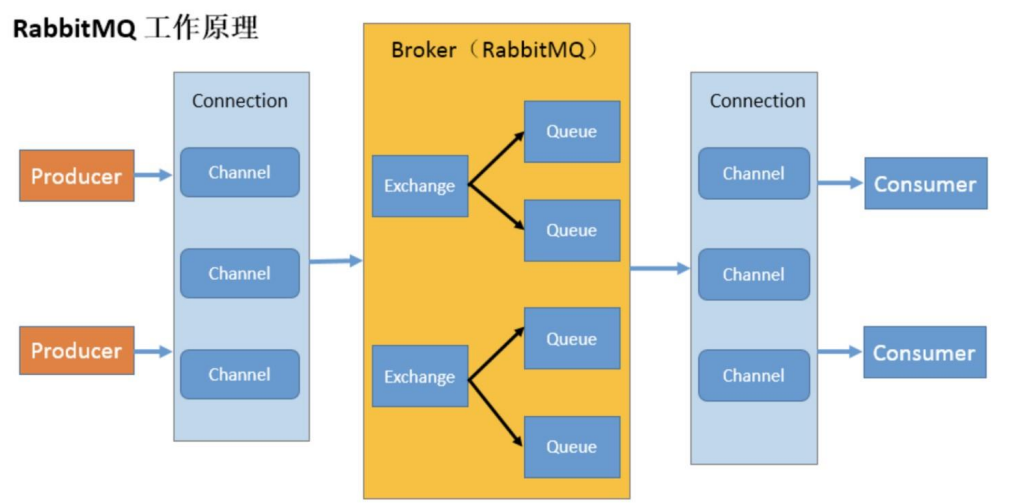 RabbitMQ 工作原理
Broker（RabbitMQ）
Connection
Connection
Producer
Channel
Exchange
Queue
Queue
Channel
Consumer
Channel
Channel
Producer
Channel
Exchange
Queue
Queue
Channel
Consumer